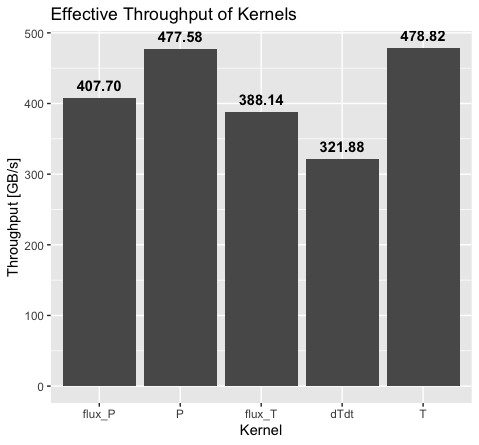 Effective Throughput of Kernels
500
400
300
200
100
0
Throughput [GB/s]
407.70
477.58
388.14
321.88
478.82
flux_P
P
flux_T
dTdt
T
Kernel